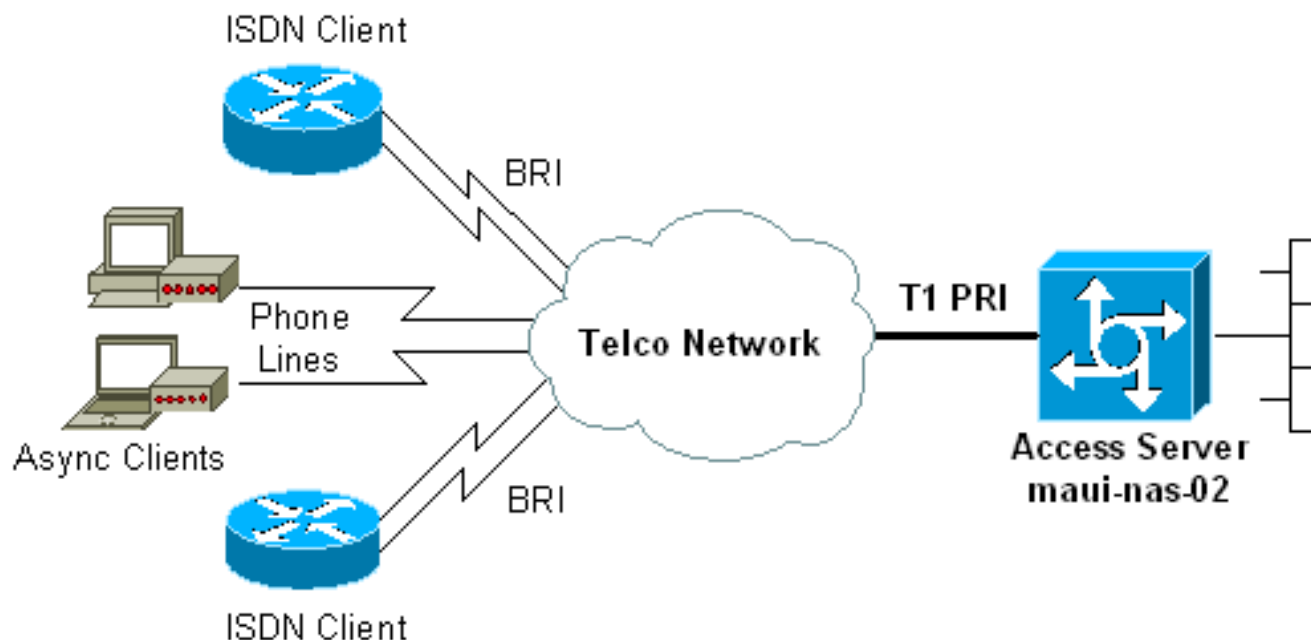 ISDN Client
BRI
Phone
Lines
Telco Network
T1 PRI
Async Clients
Access Server
maui-nas-02
BRI
ISDN Client